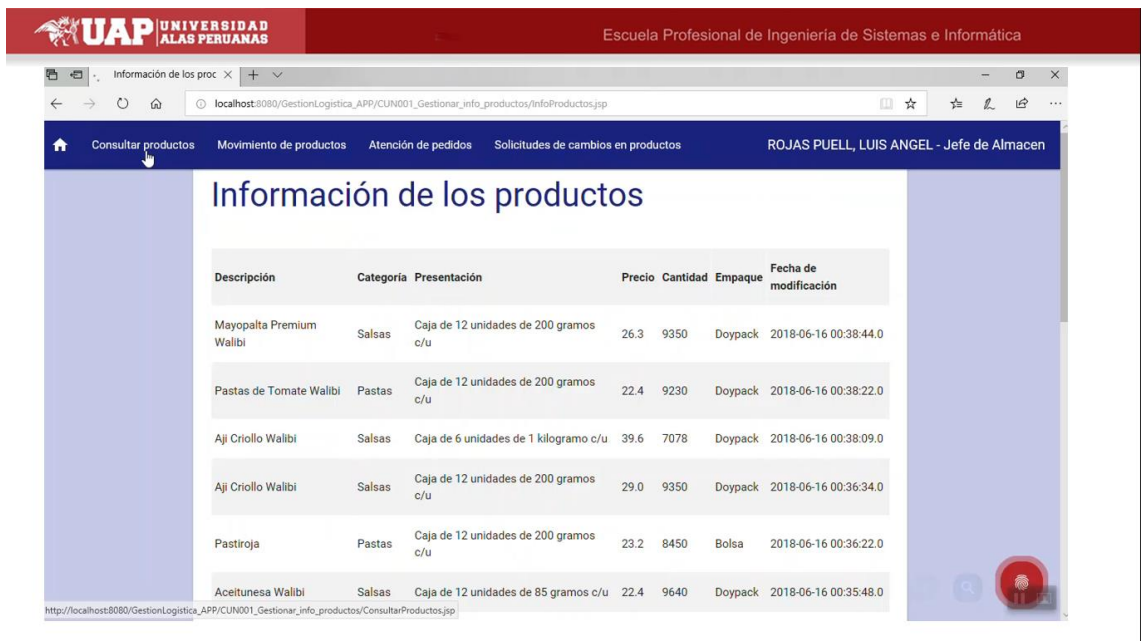 UAP UNIVERSIDAD
ALAS PERUANAS
Escuela Profesional de Ingeniería de Sistemas e Informática
Información de los proc
localhost:8080/GestionLogistica_APP/CUN001_Gestionar_info_productos/InfoProductos.jsp
Consultar productos Movimiento de productos Atención de pedidos Solicitudes de cambios en productos ROJAS PUELL, LUIS ANGEL - Jefe de Almacen
Información de los productos
Descripción Categoría Presentación Precio Cantidad Empaque Fecha de
modificación
Mayopalta Premium
Walibi Salsas Caja de 12 unidades de 200 gramos
c/u 26.3 9350 Doypack 2018-06-16 00:38:44.0
Pastas de Tomate Walibi Pastas Caja de 12 unidades de 200 gramos
c/u 22.4 9230 Doypack 2018-06-16 00:38:22.0
Aji Criollo Walibi Salsas Caja de 6 unidades de 1 kilogramo c/u 39.6 7078 Doypack 2018-06-16 00:38:09.0
Aji Criollo Walibi Salsas Caja de 12 unidades de 200 gramos
c/u 29.0 9350 Doypack 2018-06-16 00:36:34.0
Pastiroja Pastas Caja de 12 unidades de 200 gramos
c/u 23.2 8450 Bolsa 2018-06-16 00:36:22.0
Aceitunesa Walibi Salsas Caja de 12 unidades de 85 gramos c/u 22.4 9640 Doypack 2018-06-16 00:35:48.0
http://localhost:8080/GestionLogistica_APP/CUN001_Gestionar_info_productos/ConsultarProductos.jsp